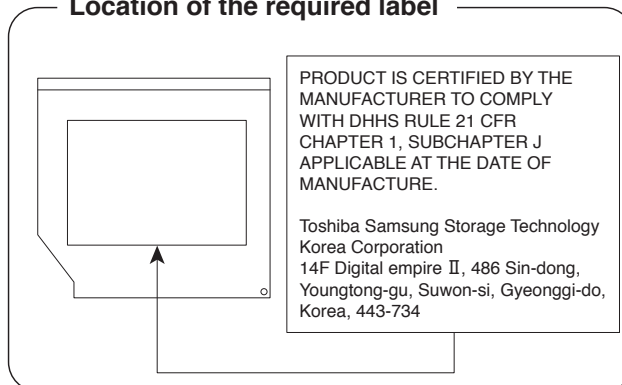 Location of the required label
PRODUCT IS CERTIFIED BY THE
MANUFACTURER TO COMPLY
WITH DHHS RULE 21 CFR
CHAPTER 1, SUBCHAPTER J
APPLICABLE AT THE DATE OF
MANUFACTURE.
Toshiba Samsung Storage Technology
Korea Corporation
14F Digital empire Ⅱ, 486 Sin-dong,
Youngtong-gu, Suwon-si, Gyeonggi-do,
Korea, 443-734